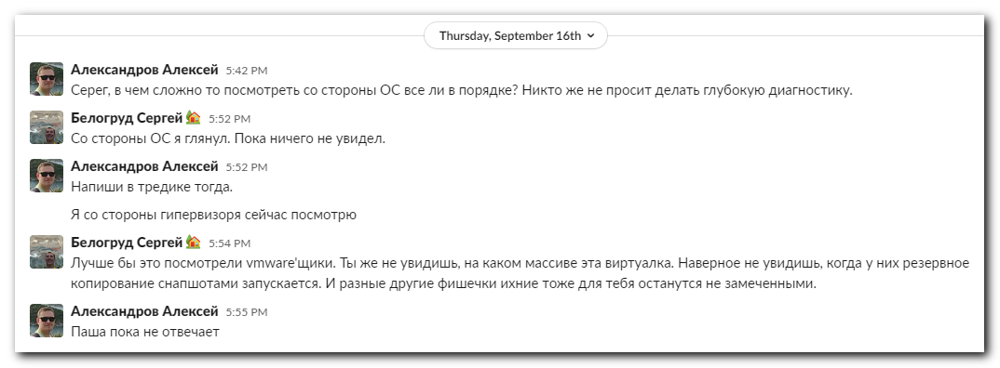 Thursday, September 16th
Александров Алексей 5:42 PM
Серег, в чем сложно то посмотреть со стороны ОС все ли в порядке? Никто же не просит делать глубокую диагностику.
Белогруд Сергей 5:52 PM
Со стороны ОС я глянул. Пока ничего не увидел.
Александров Алексей 5:52 PM
Напиши в тредике тогда.
Я со стороны гипервизоря сейчас посмотрю
Белогруд Сергей 5:54 PM
Лучше бы это посмотрели vmware'щики. Ты же не увидишь, на каком массиве эта виртуалка. Наверное не увидишь, когда у них резервное
копирование снапшотами запускается. И разные другие фишечки ихние тоже для тебя останутся не замеченными.
Александров Алексей 5:55 PM
Паша пока не отвечает